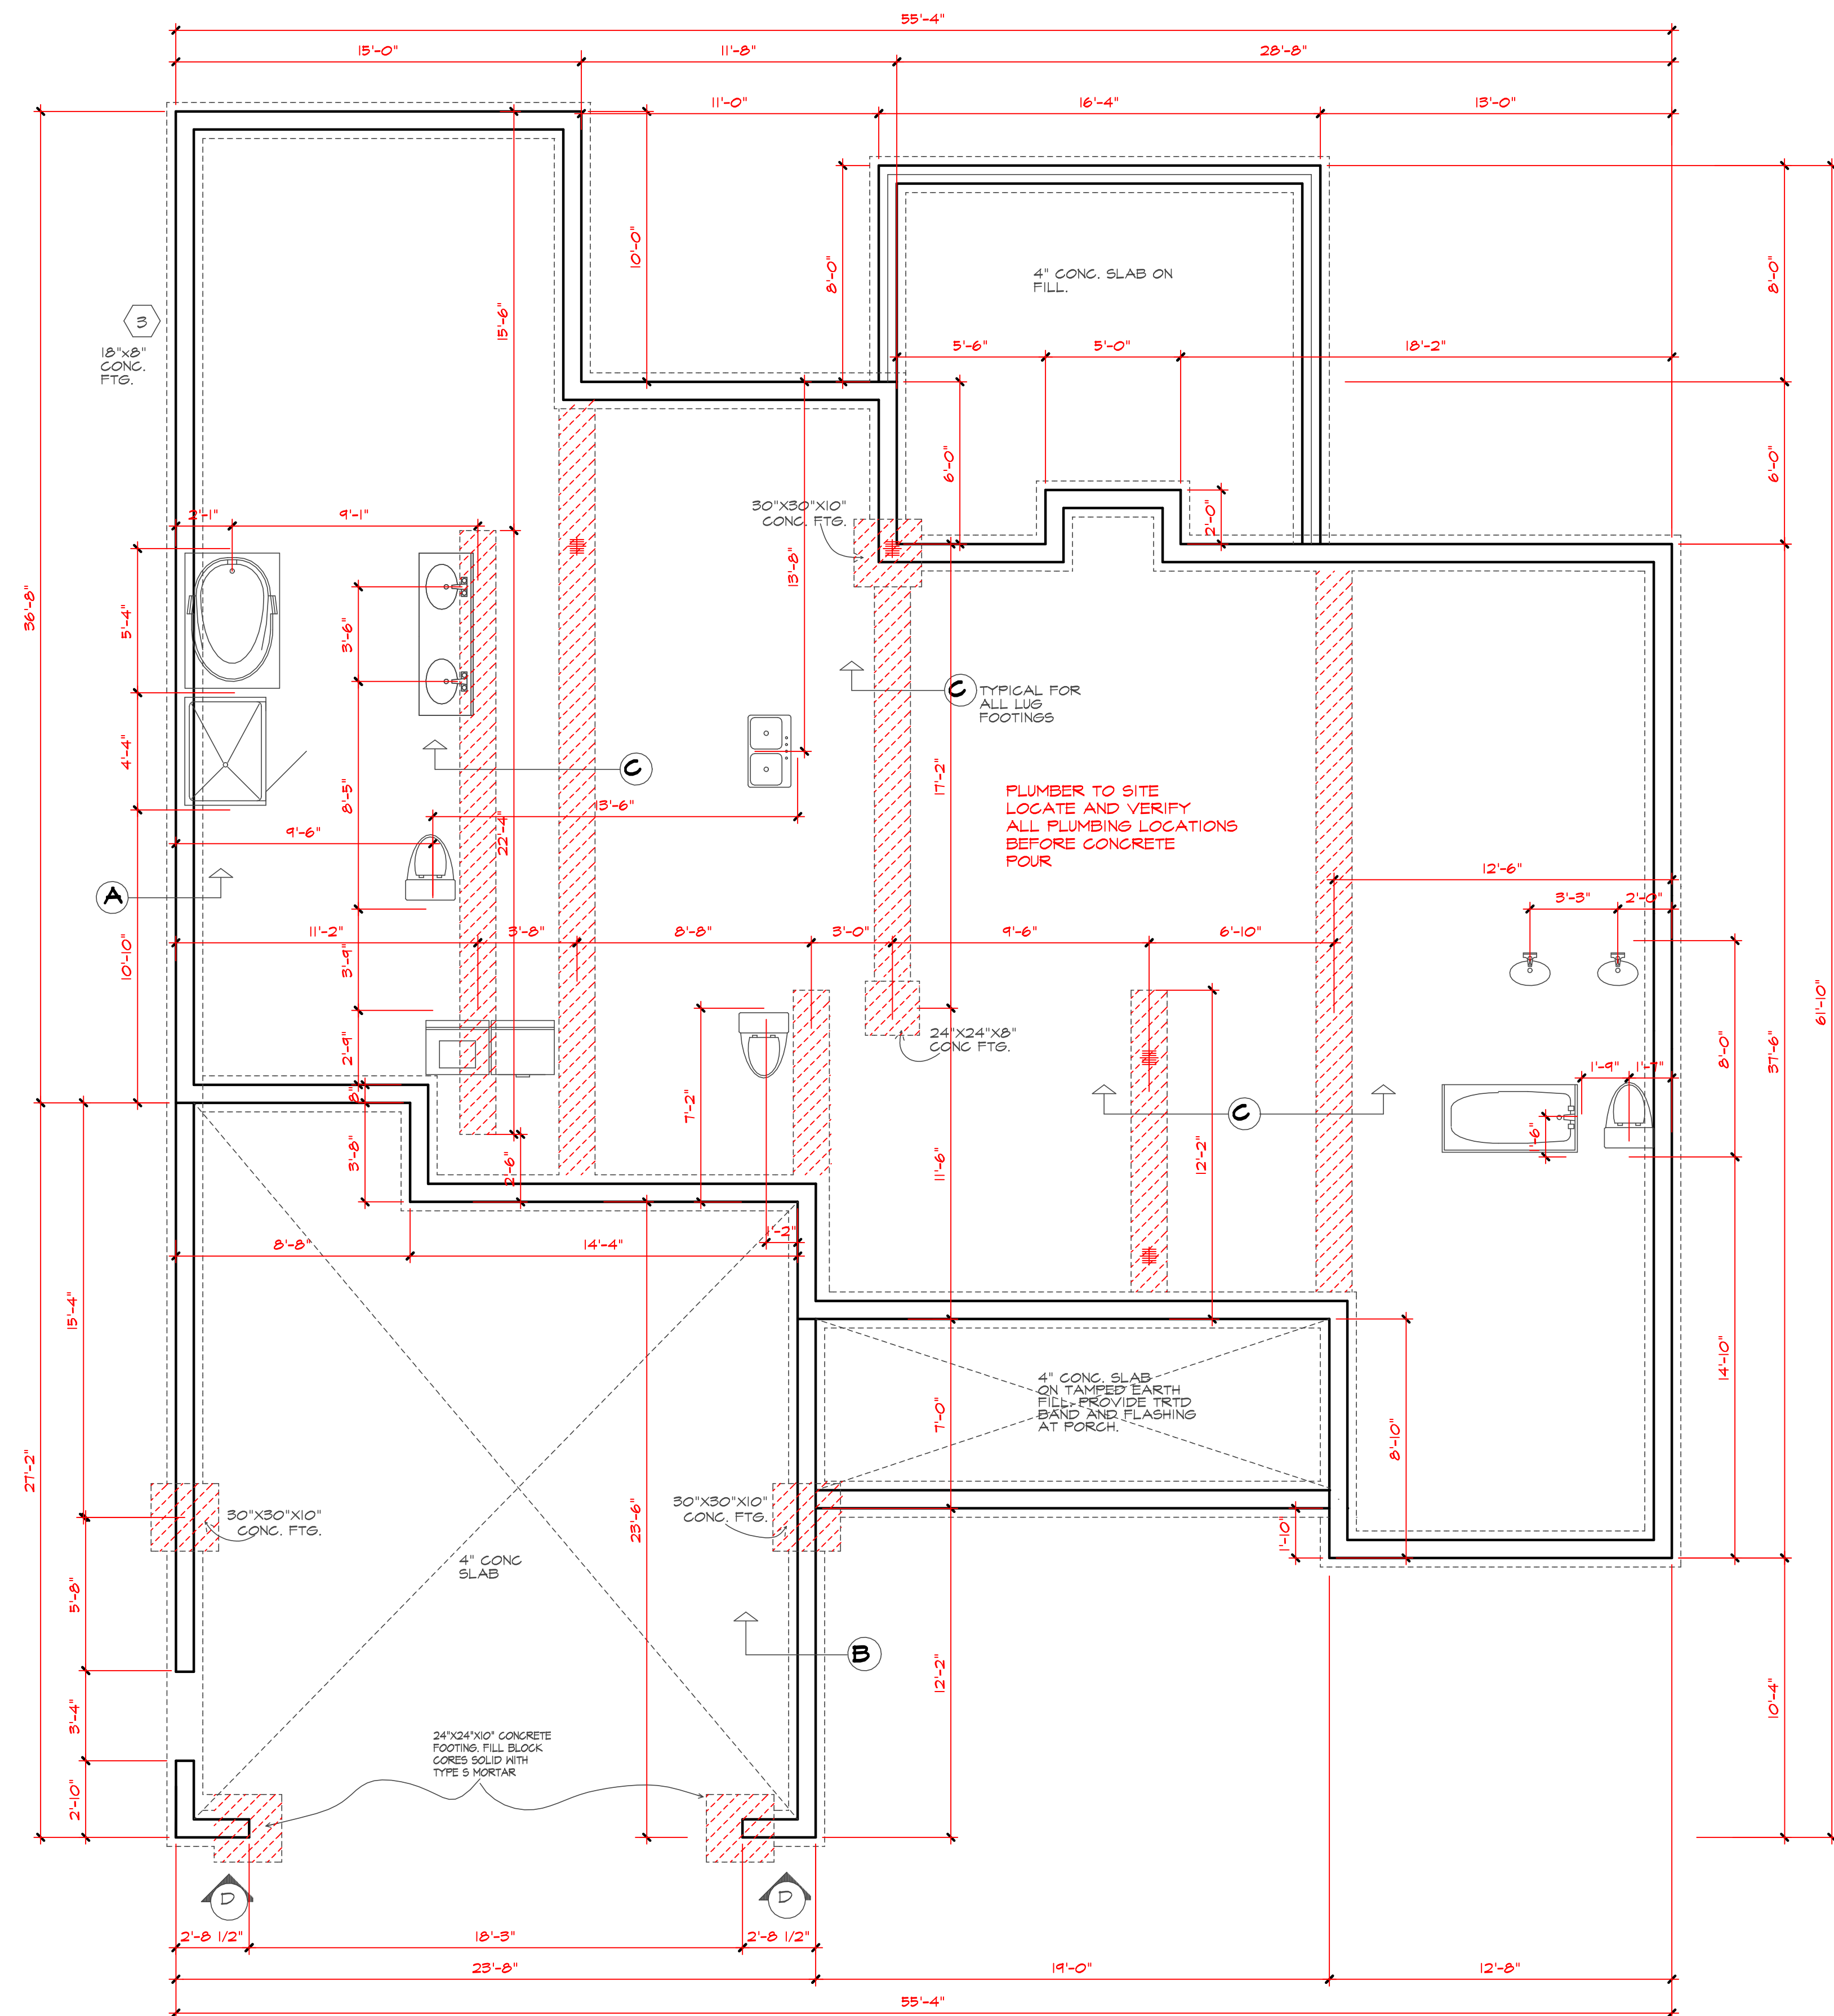 55'-4"
15'-0"
11'-8"
28'-8"
11'-0"
16'-4"
13'-0"
10'-0"
8'-0"
8'-0"
4" CONC. SLAB ON
FILL.
3
18"x8"
CONC.
FTG.
15'-6"
5'-6"
5'-0"
18'-2"
6'-0"
6'-0"
36'-8"
2'-1"
9'-1"
30"X30"X10"
CONC. FTG.
2'-0"
13'-8"
5'-4"
3'-6"
C
TYPICAL FOR
ALL LUG
FOOTINGS
4'-4"
C
8'-5"
13'-6"
17'-2"
PLUMBER TO SITE
LOCATE AND VERIFY
ALL PLUMBING LOCATIONS
BEFORE CONCRETE
POUR
9'-6"
22'-4"
A
12'-6"
3'-3"
2'-0"
11'-2"
3'-8"
8'-8"
3'-0"
9'-6"
6'-10"
10'-10"
3'-9"
61'-10"
24"X24"X8"
CONC FTG.
2'-9"
8'-0"
37'-6"
1'-9"
1'-7"
8"
7'-2"
C
1'-6"
3'-8"
2'-6"
11'-6"
12'-2"
8'-8"
14'-4"
1'-2"
15'-4"
4" CONC. SLAB
ON TAMPED EARTH
FILL. PROVIDE TRTD
BAND AND FLASHING
AT PORCH.
14'-10"
7'-0"
8'-10"
27'-2"
30"X30"X10"
CONC. FTG.
30"X30"X10"
CONC. FTG.
23'-6"
1'-10"
4" CONC
SLAB
5'-8"
B
12'-2"
10'-4"
3'-4"
24"X24"X10" CONCRETE
FOOTING. FILL BLOCK
CORES SOLID WITH
TYPE S MORTAR
2'-10"
D
D
2'-8 1/2"
18'-3"
2'-8 1/2"
23'-8"
19'-0"
12'-8"
55'-4"